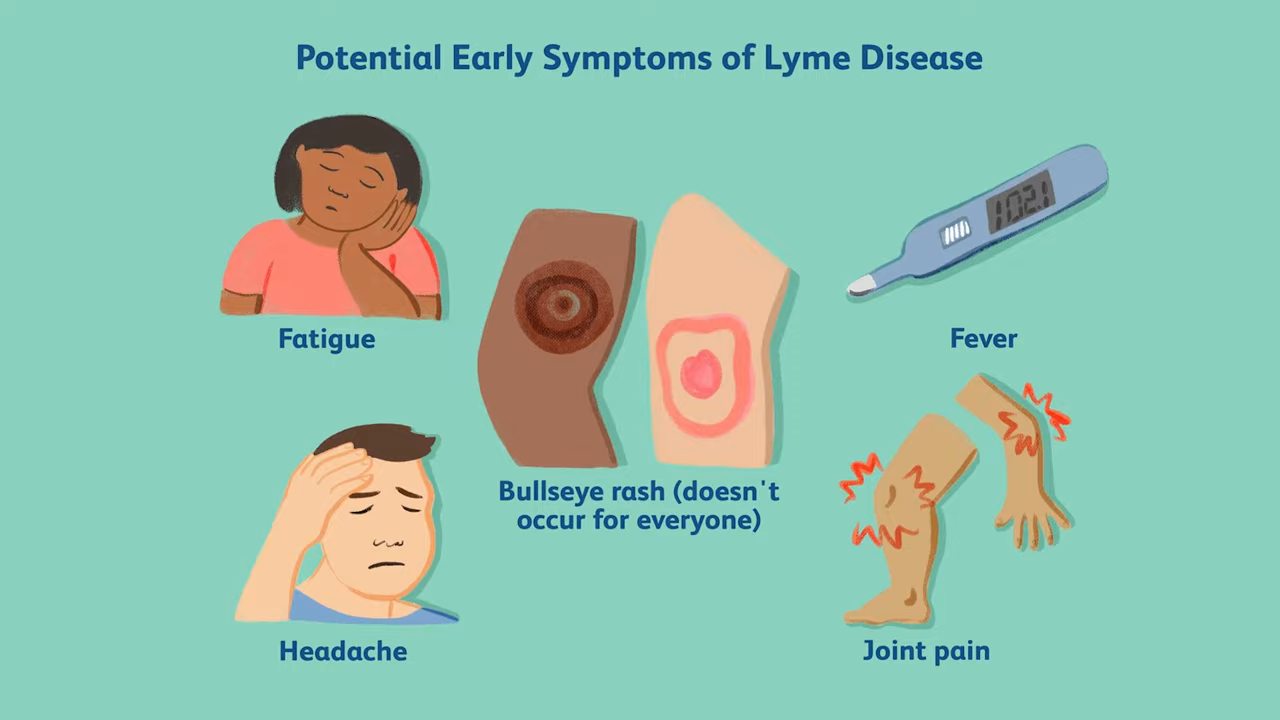 Potential Early Symptoms of Lyme Disease
Fatigue
102.1
Fever
Bullseye rash (doesn't
occur for everyone)
Headache
Joint pain